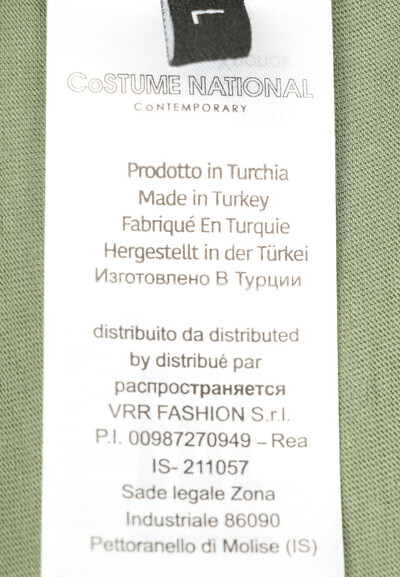 L
CoSTUME NATIONAL
CoNTEMPORARY
Prodotto in Turchia
Made in Turkey
Fabriqué En Turquie
Hergestellt in der Türkei
Изготовлено В Турции
distribuito da distributed
by distribué par
распространяется
VRR FASHION S.r.l.
P.I. 00987270949 – Rea
IS- 211057
Sade legale Zona
Industriale 86090
Pettoranello di Molise (IS)